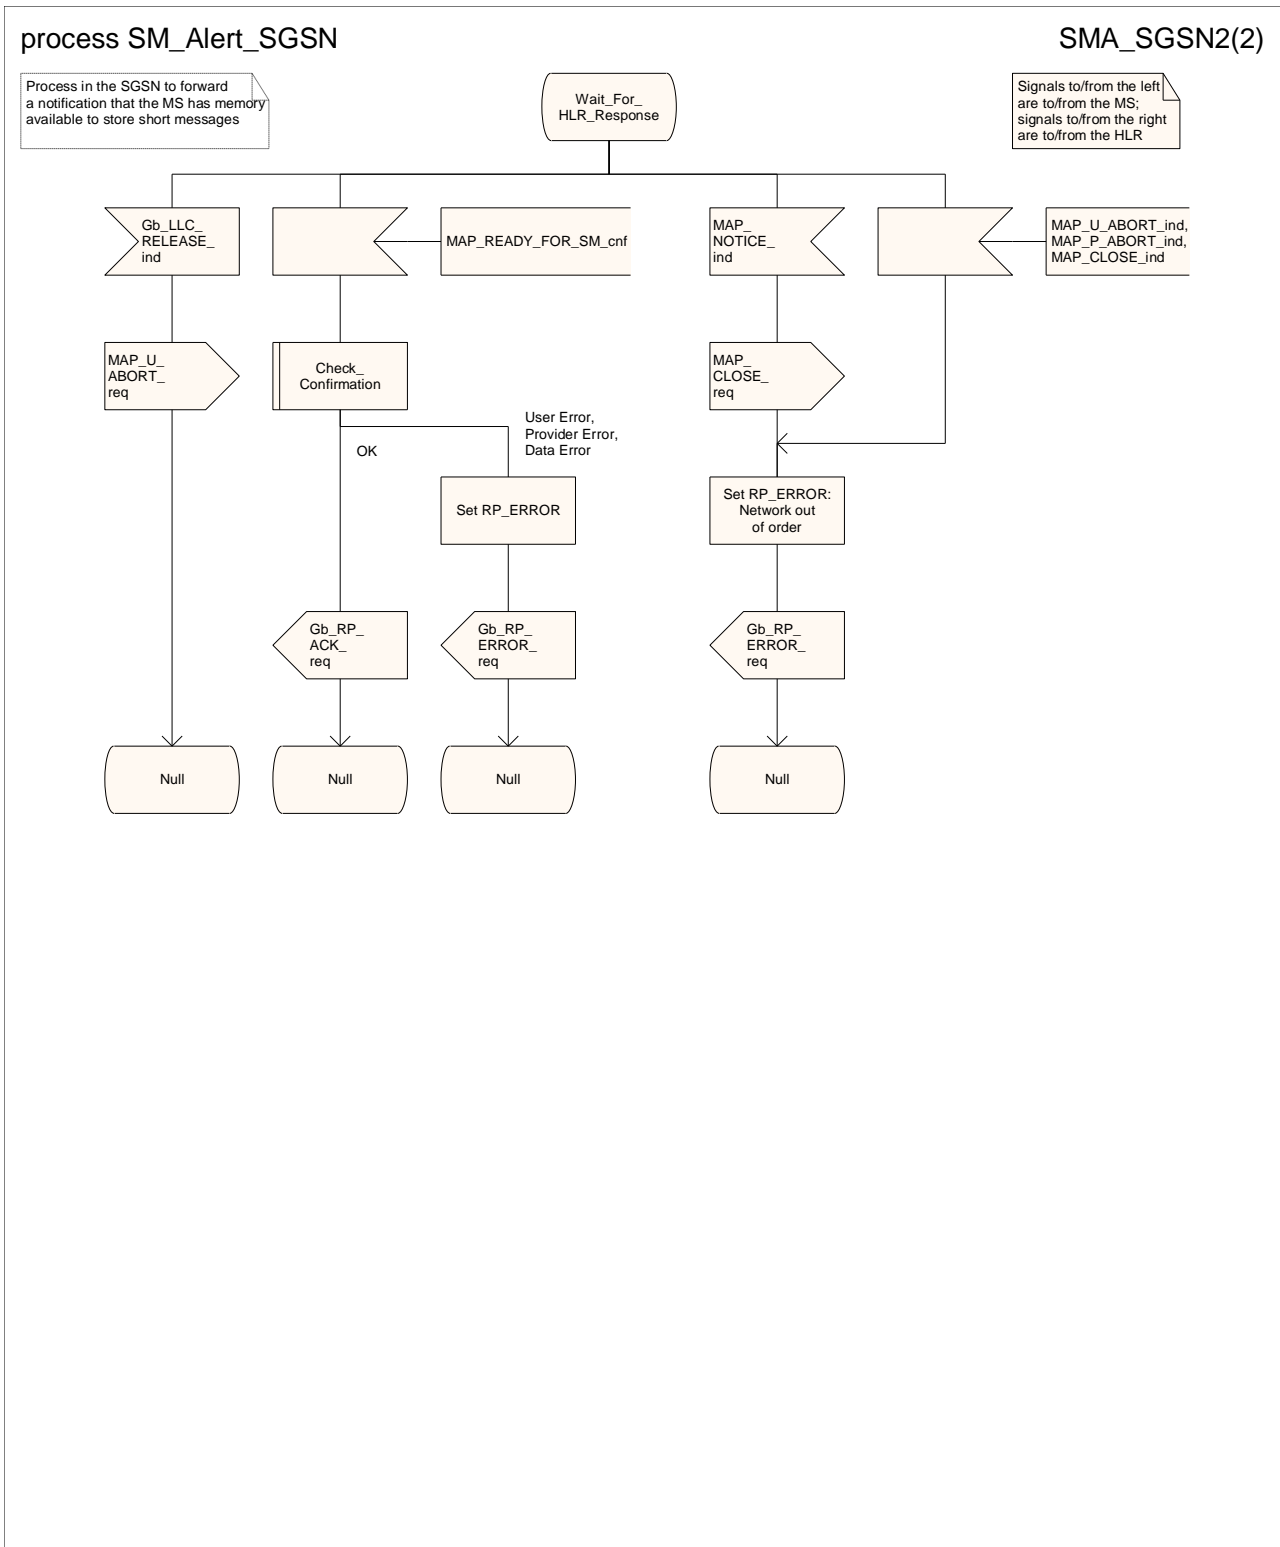 process SM_Alert_SGSN
SMA_SGSN2(2)
Process in the SGSN to forward
a notification that the MS has memory
available to store short messages
Wait_For_
HLR_Response
Signals to/from the left
are to/from the MS;
signals to/from the right
are to/from the HLR
Gb_LLC_
RELEASE_
ind
MAP_READY_FOR_SM_cnf
MAP_
NOTICE_
ind
MAP_U_ABORT_ind,
MAP_P_ABORT_ind,
MAP_CLOSE_ind
MAP_U_
ABORT_
req
Check_
Confirmation
MAP_
CLOSE_
req
User Error,
Provider Error,
Data Error
OK
Set RP_ERROR
Set RP_ERROR:
Network out
of order
Gb_RP_
ACK_
req
Gb_RP_
ERROR_
req
Gb_RP_
ERROR_
req
Null
Null
Null
Null